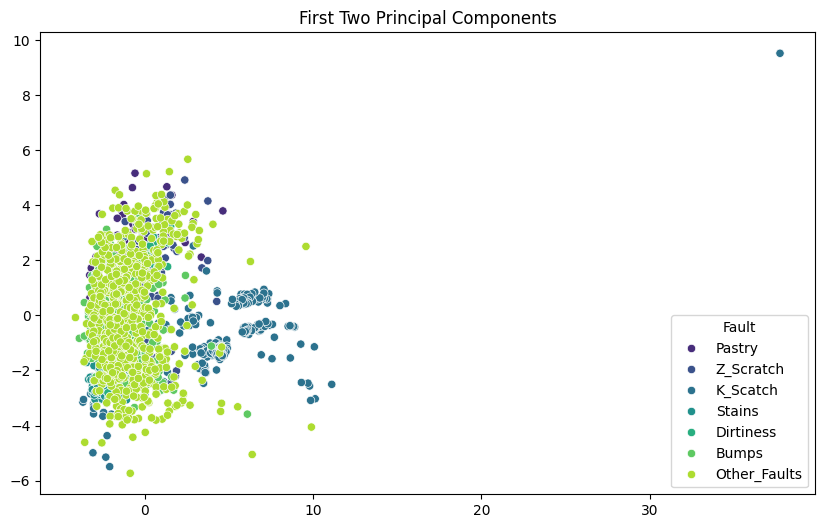 First Two Principal Components
10
8
6
4
2
0
−2
−4
−6
0
10
20
30
Fault
Pastry
Z_Scratch
K_Scatch
Stains
Dirtiness
Bumps
Other_Faults